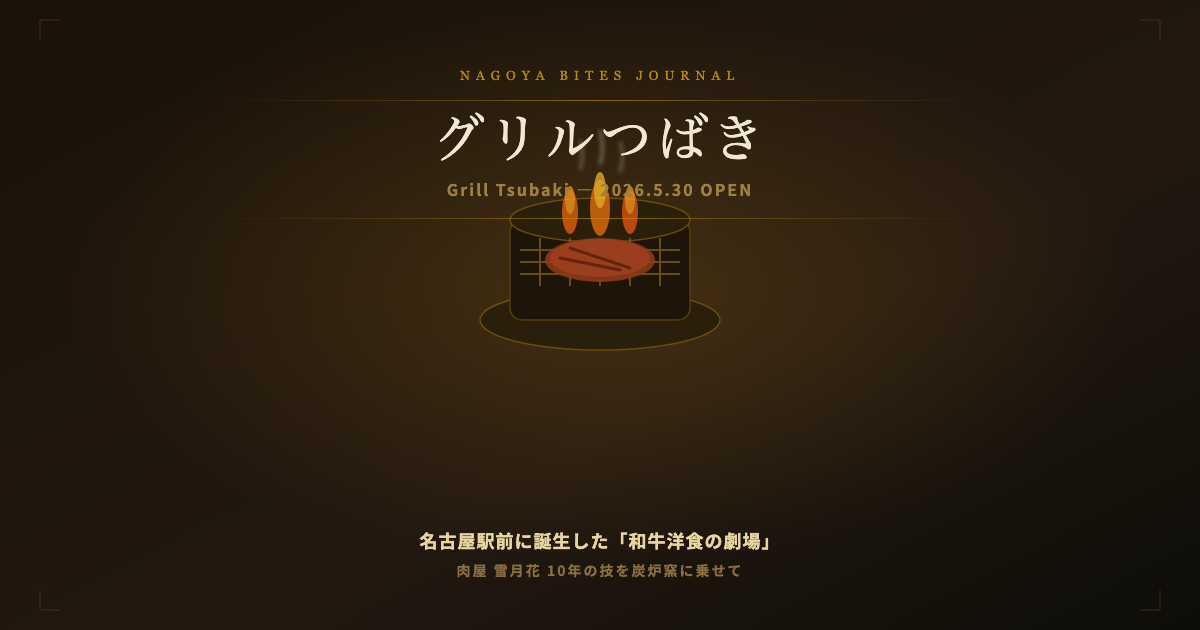 NAGOYA BITES JOURNAL
グリルつばき
Grill Tsubaki — 2026.5.30 OPEN
名古屋駅前に誕生した「和牛洋食の劇場」
肉屋 雪月花 10年の技を炭炉窯に乗せて